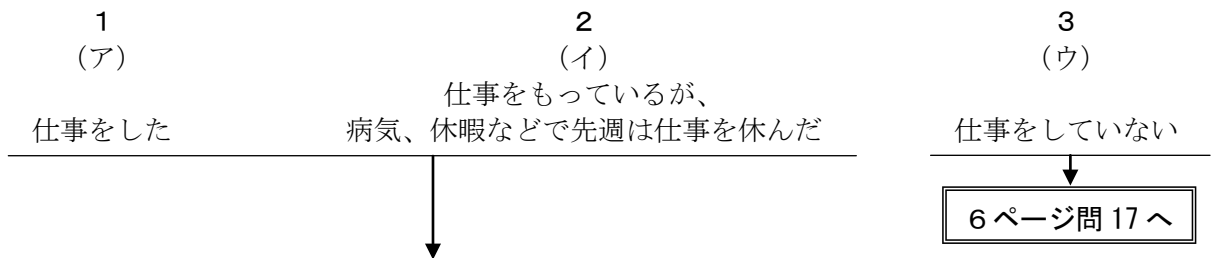 １ ２ ３
（ア） （イ） （ウ）
仕事をもっているが、
仕事をした 病気、休暇などで先週は仕事を休んだ 仕事をしていない
６ページ問 17 へ